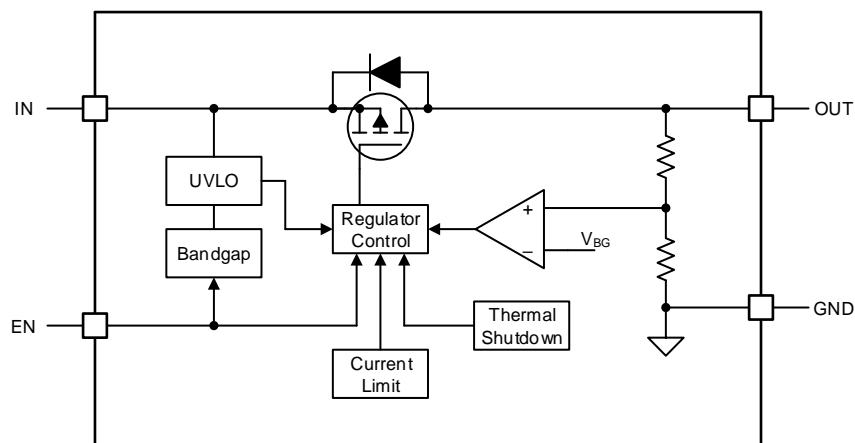 IN
OUT
UVLO
Regulator
Control
+
−
V_BG
Bandgap
EN
GND
Thermal
Shutdown
Current
Limit